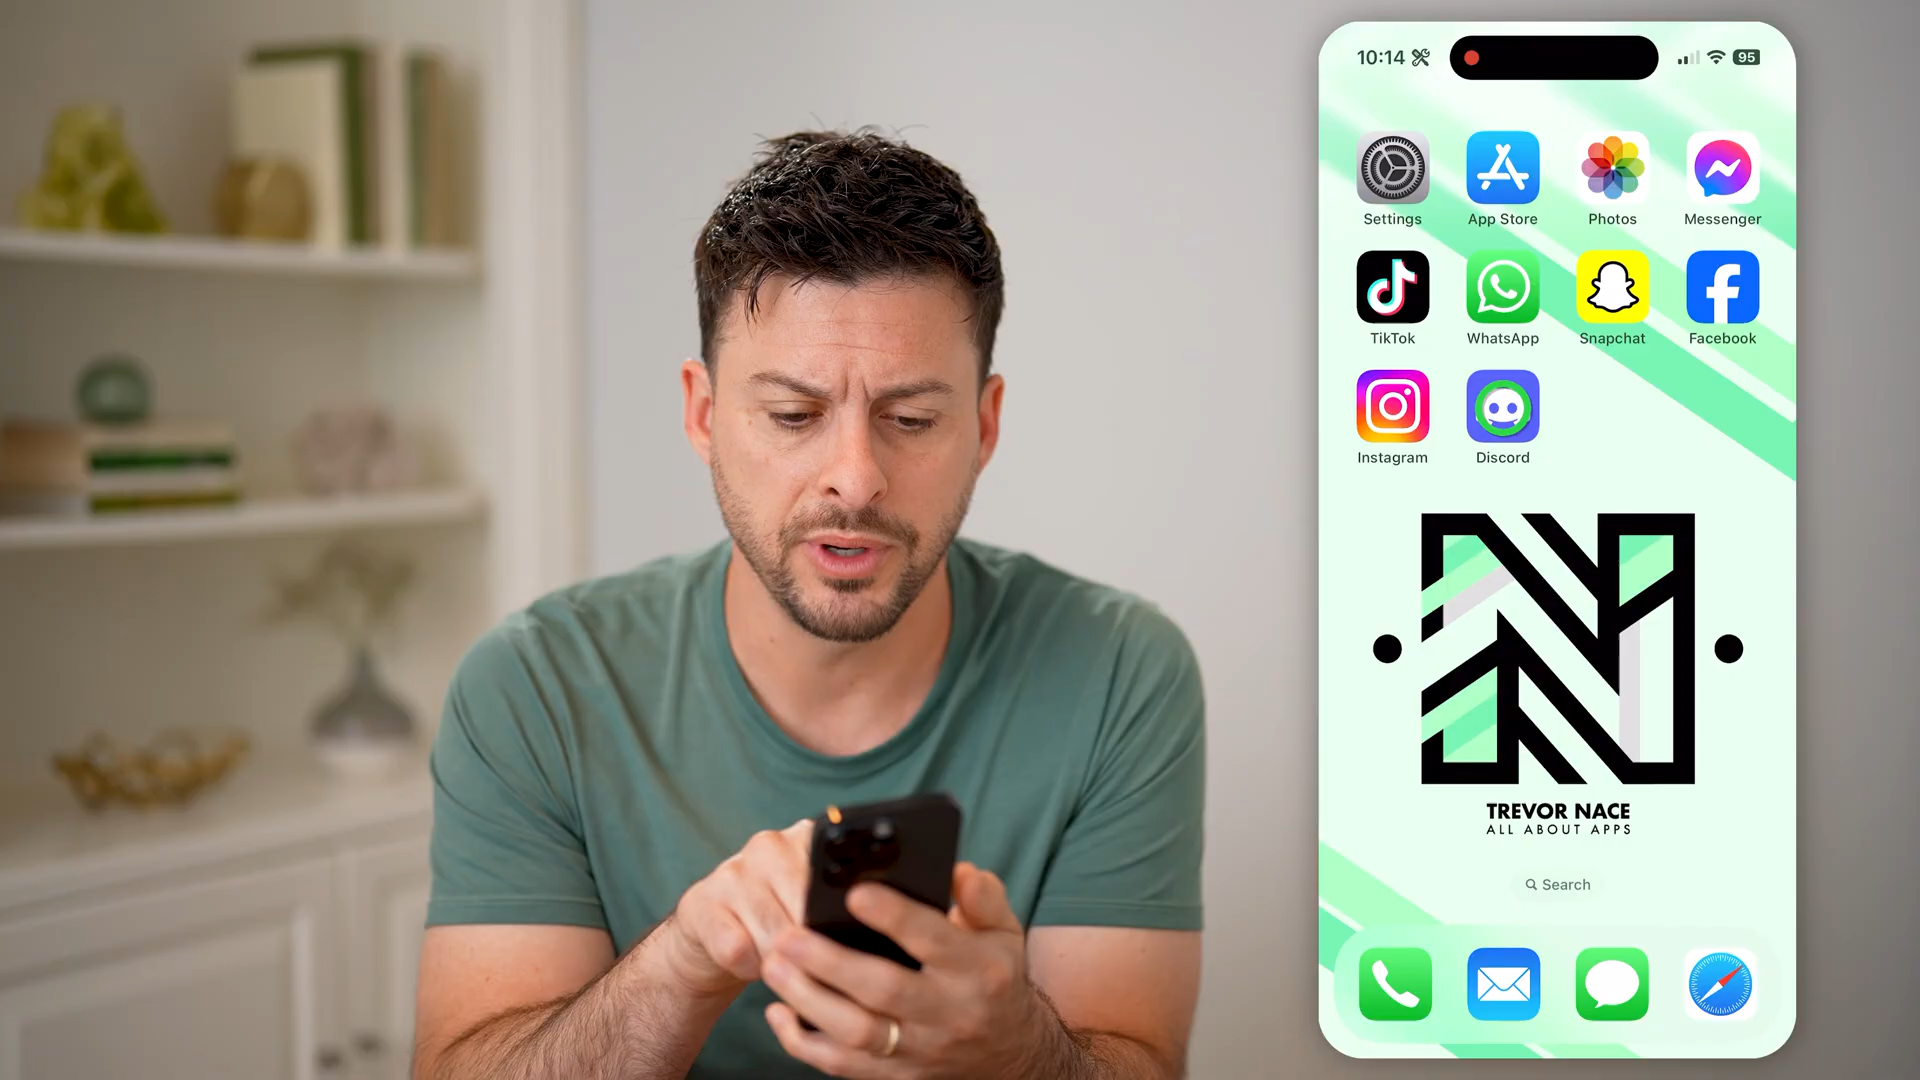 10:14
95
Settings App Store Photos Messenger
TikTok WhatsApp Snapchat Facebook
Instagram Discord
TREVOR NACE
ALL ABOUT APPS
Search